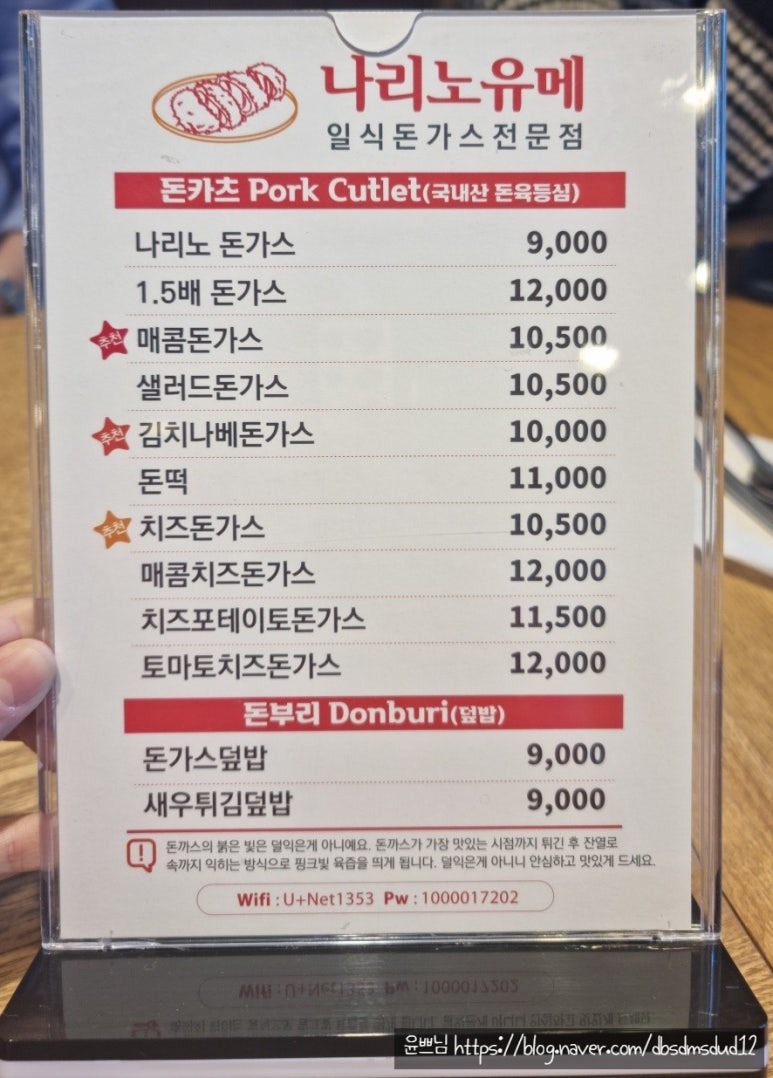 나리노유메
일식돈가스전문점
돈카츠 Pork Cutlet(국내산 돈육등심)
나리노 돈가스 9,000
1.5배 돈가스 12,000
추천 매콤돈가스 10,500
샐러드돈가스 10,500
추천 김치나베돈가스 10,000
돈떡 11,000
추천 치즈돈가스 10,500
매콤치즈돈가스 12,000
치즈포테이토돈가스 11,500
토마토치즈돈가스 12,000
돈부리 Donburi(덮밥)
돈가스덮밥 9,000
새우튀김덮밥 9,000
돈까스의 붉은 빛은 덜익은게 아니예요. 돈까스가 가장 맛있는 시점까지 튀긴 후 잔열로
속까지 익히는 방식으로 핑크빛 육즙을 띄게 됩니다. 덜익은게 아니니 안심하고 맛있게 드세요.
Wifi : U+Net1353 Pw : 1000017202
윤쁘님 https://blog.naver.com/dbsdmsdud12